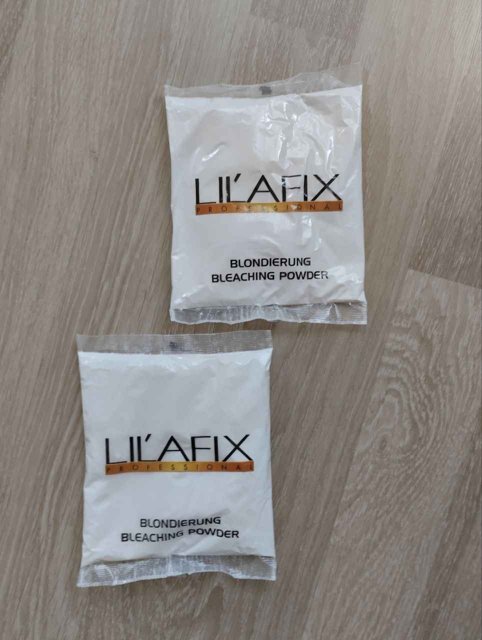 LIL'AFIX
PROFESSIONAL
BLONDIERUNG
BLEACHING POWDER
LIL'AFIX
PROFESSIONAL
BLONDIERUNG
BLEACHING POWDER